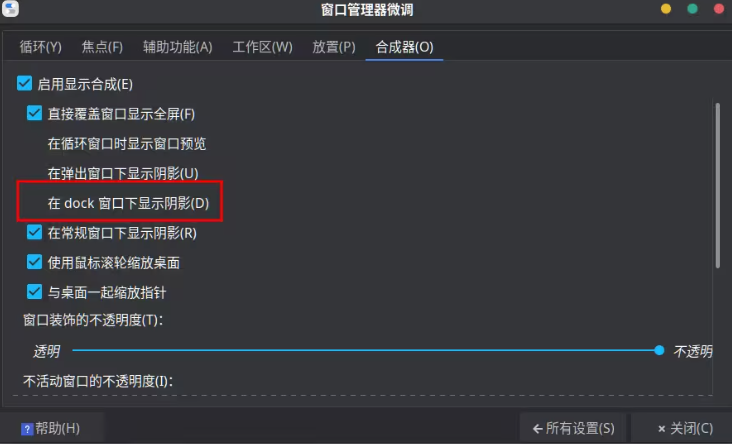 窗口管理器微调
循环(Y) 焦点(F) 辅助功能(A) 工作区(W) 放置(P) 合成器(O)
启用显示合成(E)
直接覆盖窗口显示全屏(F)
在循环窗口时显示窗口预览
在弹出窗口下显示阴影(U)
在 dock 窗口下显示阴影(D)
在常规窗口下显示阴影(R)
使用鼠标滚轮缩放桌面
与桌面一起缩放指针
窗口装饰的不透明度(T):
透明 不透明
不活动窗口的不透明度(I):
?帮助(H) ←所有设置(S) ×关闭(C)